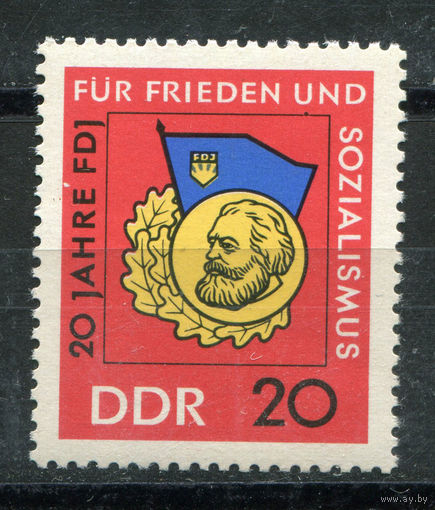 FÜR FRIEDEN UND
SOZIALISMUS
20 JAHRE FDJ
FDJ
DDR 20
www.ay.by